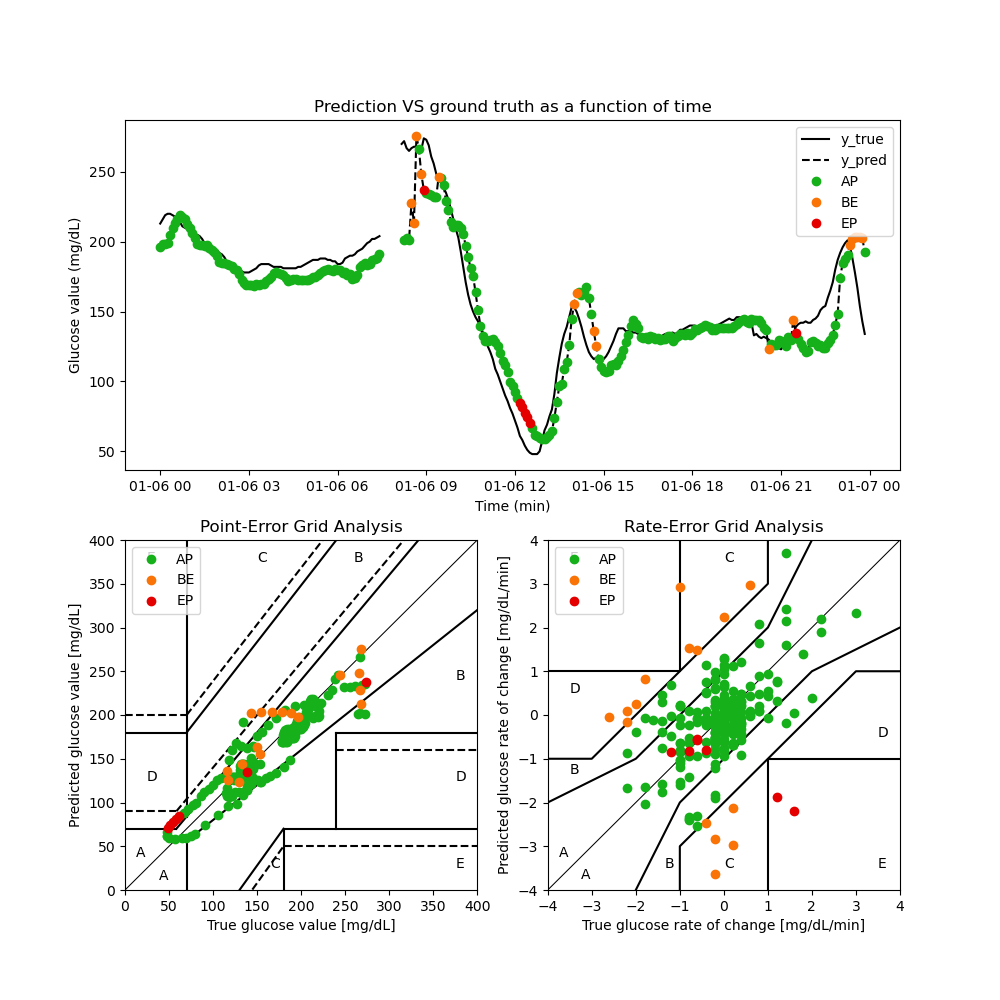 Prediction VS ground truth as a function of time
Glucose value (mg/dL)
250
200
150
100
50
y_true
y_pred
AP
BE
EP
01-06 00 01-06 03 01-06 06 01-06 09 01-06 12 01-06 15 01-06 18 01-06 21 01-07 00
Time (min)
Point-Error Grid Analysis
Predicted glucose value [mg/dL]
400
350
300
250
200
150
100
50
0
AP
BE
EP
C
B
B
D
D
A
A
C
E
0 50 100 150 200 250 300 350 400
True glucose value [mg/dL]
Rate-Error Grid Analysis
Predicted glucose rate of change [mg/dL/min]
4
3
2
1
0
−1
−2
−3
−4
AP
BE
EP
C
D
D
B
A
A
B
C
E
−4 −3 −2 −1 0 1 2 3 4
True glucose rate of change [mg/dL/min]